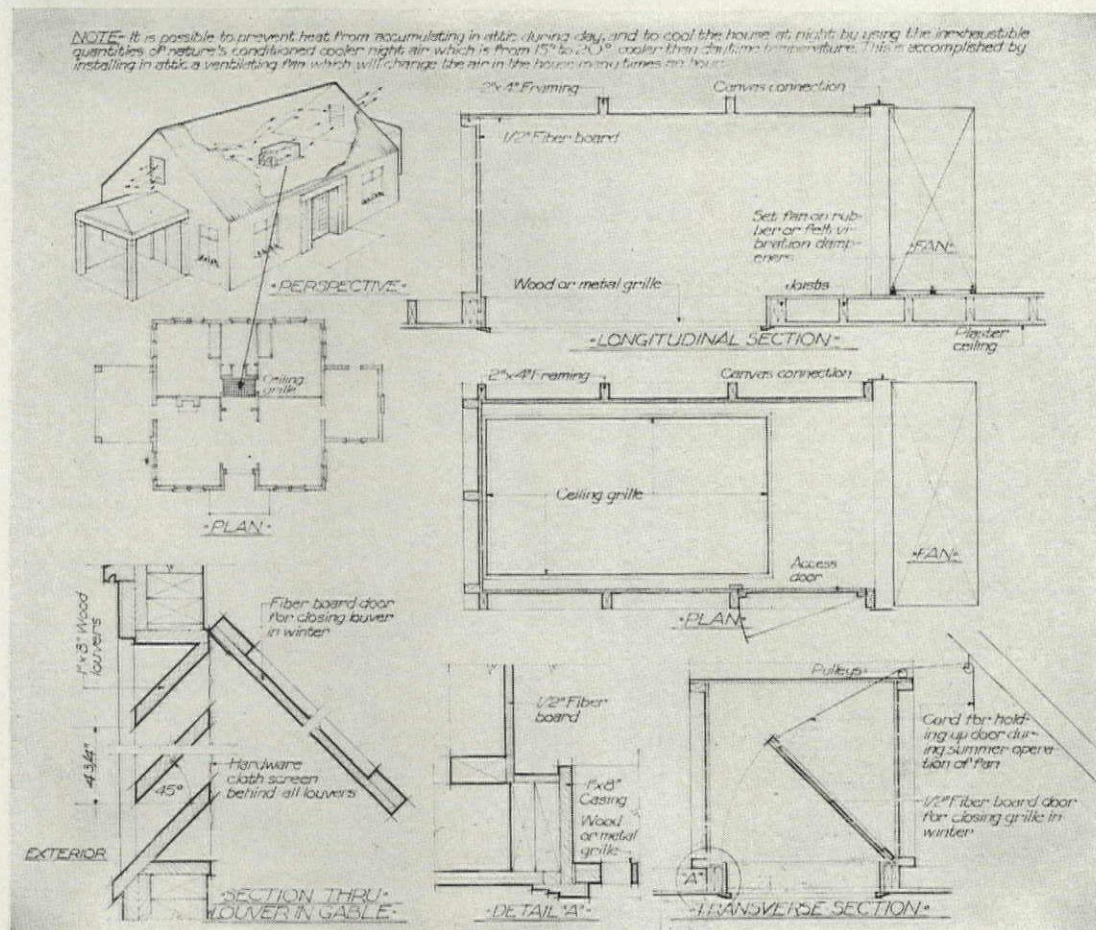 NOTE- It is possible to prevent heat from accumulating in attic during day, and to cool the house at night by using the inexhaustible
quantities of nature's conditioned cooler night air which is from 15° to 20° cooler than daytime temperature. This is accomplished by
installing in attic a ventilating fan which will change the air in the house many times an hour.
2"x4" Framing
Canvas connection
1/2" Fiber board
Set fan on rub-
ber or felt vi-
bration damp-
eners
·FAN·
·PERSPECTIVE·
Wood or metal grille
Joists
·LONGITUDINAL SECTION·
Plaster
ceiling
Ceiling
grille
·PLAN·
2"x4" Framing
Canvas connection
Ceiling grille
Access
door
·FAN·
·PLAN·
1"x8" Wood
louvers
4 3/4"
Fiber board door
for closing louver
in winter
Hardware
cloth screen
behind all louvers
45°
EXTERIOR
·SECTION THRU
LOUVER IN GABLE·
1/2" Fiber
board
1"x8"
Casing
Wood
or metal
grille
·DETAIL "A"·
Pulleys
Cord for hold-
ing up door dur-
ing summer opera
tion of fan
1/2" Fiber board door
for closing grille in
winter
"A"
·TRANSVERSE SECTION·